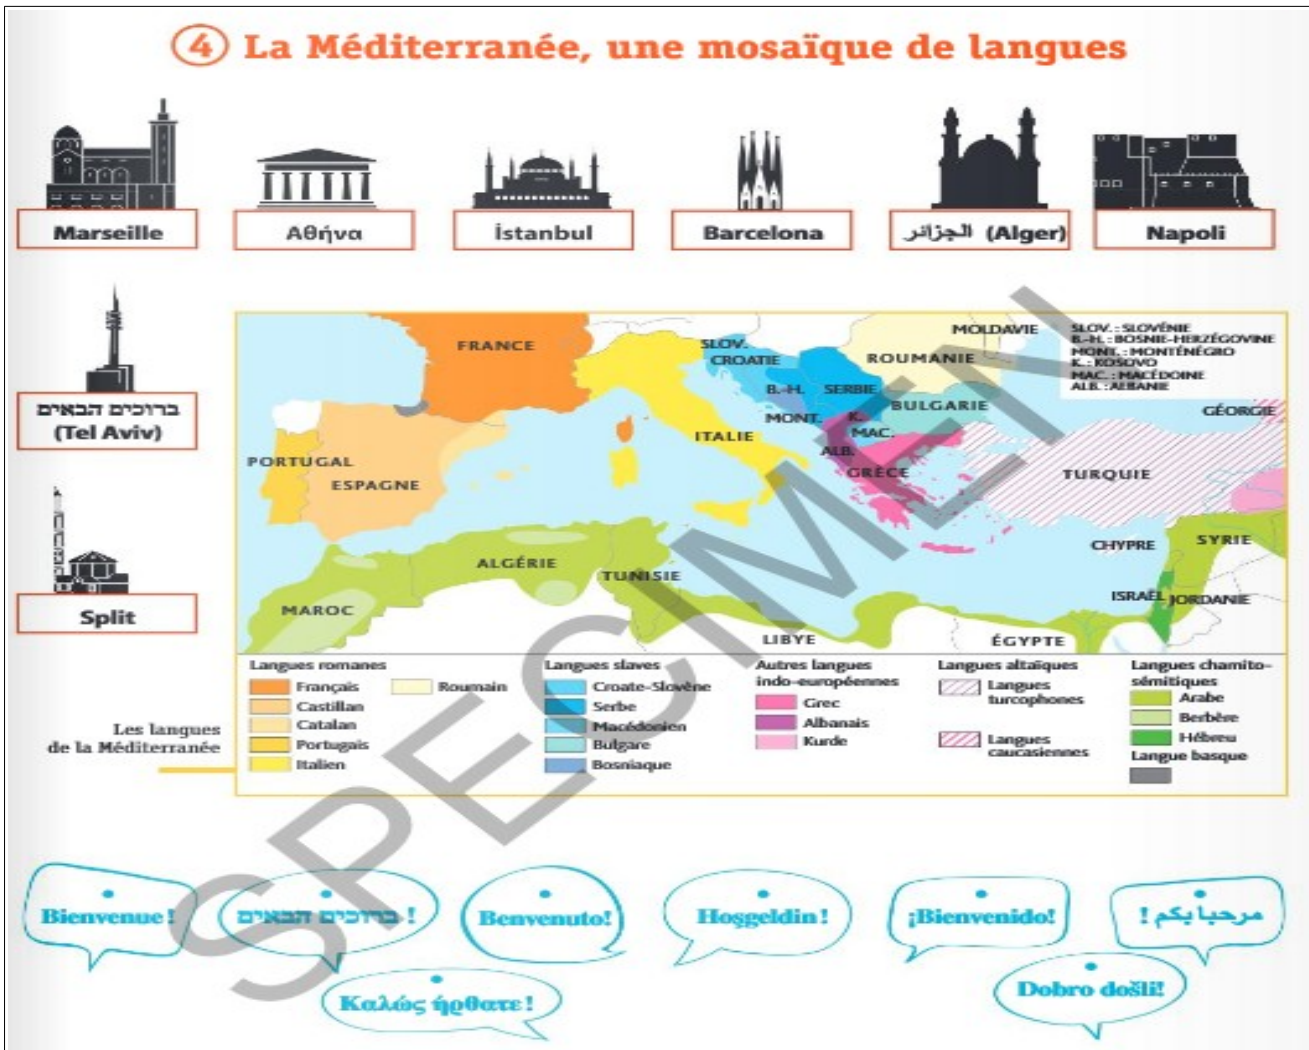 4 La Méditerranée, une mosaïque de langues
Marseille
Αθήνα
İstanbul
Barcelona
الجزائر (Alger)
Napoli
ברוכים הבאים
(Tel Aviv)
Split
FRANCE
SLOV.
CROATIE
B.-H.
SERBIE
MONT.
K.
MAC.
ALB.
ITALIE
GRÈCE
BULGARIE
ROUMANIE
MOLDAVIE
SLOV. : SLOVÉNIE
B.-H. : BOSNIE-HERZÉGOVINE
MONT. : MONTÉNÉGRO
K. : KOSOVO
MAC. : MACÉDOINE
ALB. : ALBANIE
GÉORGIE
PORTUGAL
ESPAGNE
TURQUIE
CHYPRE
SYRIE
ISRAËL
JORDANIE
MAROC
ALGÉRIE
TUNISIE
LIBYE
ÉGYPTE
Les langues
de la Méditerranée
Langues romanes
Français
Castillan
Catalan
Portugais
Italien
Roumain
Langues slaves
Croate-Slovène
Serbe
Macédonien
Bulgare
Bosniaque
Autres langues
indo-européennes
Grec
Albanais
Kurde
Langues altaïques
Langues
turcophones
Langues
caucasiennes
Langues chamito-
sémitiques
Arabe
Berbère
Hébreu
Langue basque
Bienvenue !
ברוכים הבאים !
Benvenuto!
Hoşgeldin !
¡Bienvenido!
مرحبا بكم !
Καλώς ήρθατε !
Dobro došli!
SPECIMEN